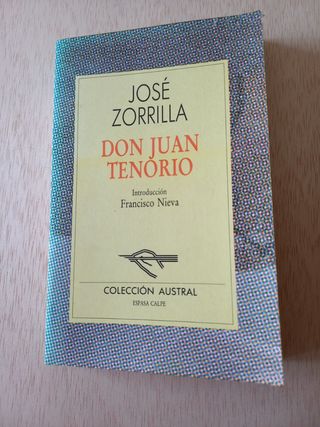 JOSÉ
ZORRILLA
DON JUAN
TENORIO
Introducción
Francisco Nieva
COLECCIÓN AUSTRAL
ESPASA CALPE